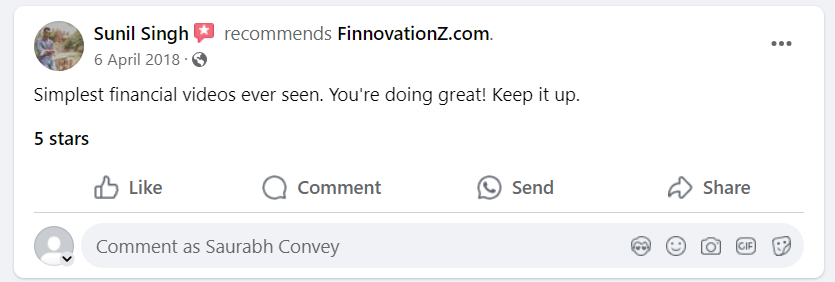 Sunil Singh recommends FinnovationZ.com.
6 April 2018 ·
Simplest financial videos ever seen. You're doing great! Keep it up.
5 stars
Like Comment Send Share
Comment as Saurabh Convey GIF